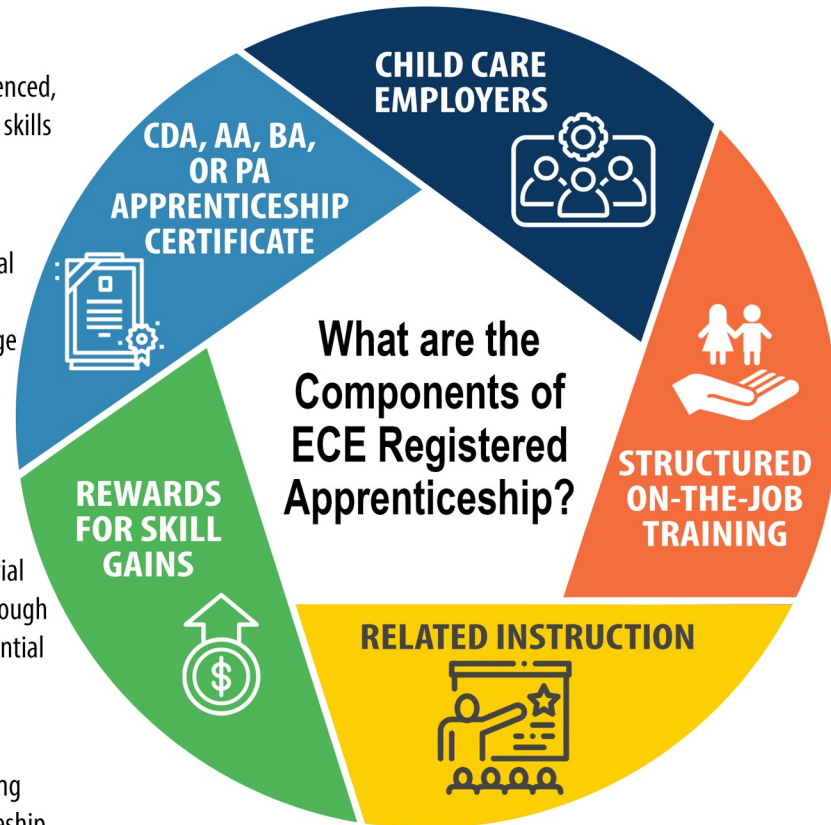 enced,
skills
al
ge
ial
ough
ntial
ng
eship
CHILD CARE
EMPLOYERS
CDA, AA, BA,
OR PA
APPRENTICESHIP
CERTIFICATE
What are the
Components of
ECE Registered
Apprenticeship?
STRUCTURED
ON-THE-JOB
TRAINING
REWARDS
FOR SKILL
GAINS
$
RELATED INSTRUCTION